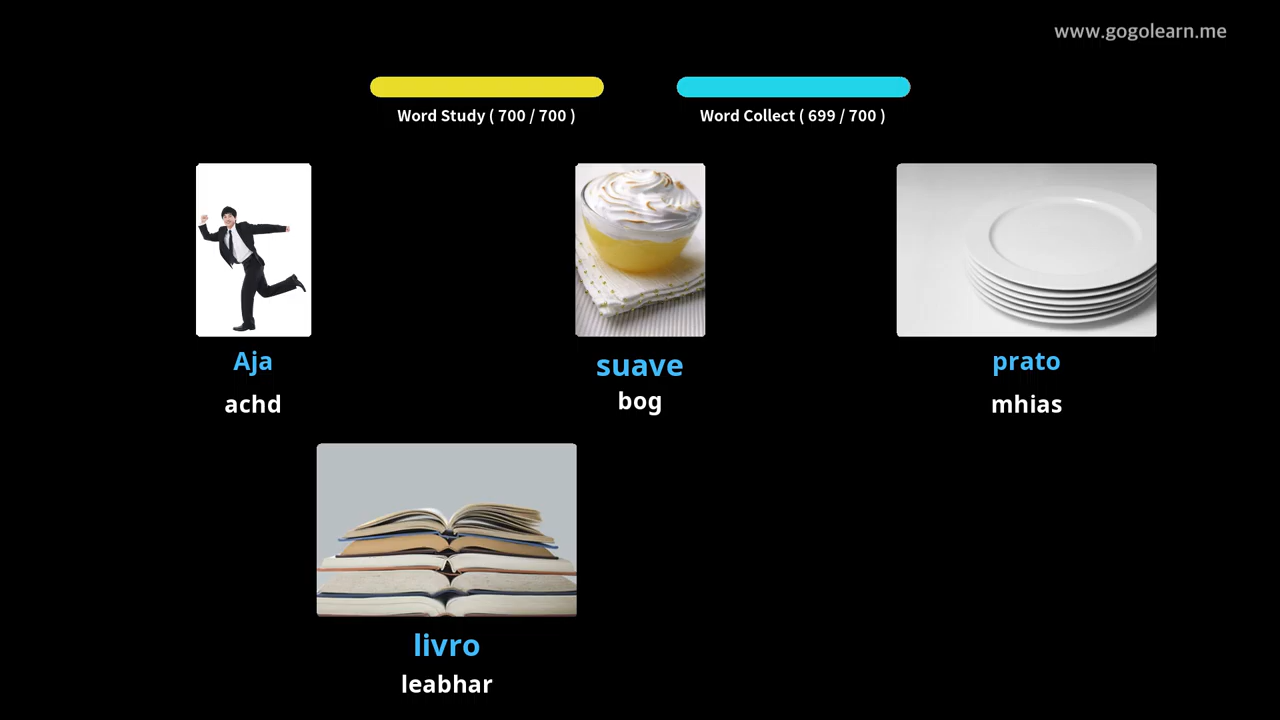 www.gogolearn.me
Word Study ( 700 / 700 )
Word Collect ( 699 / 700 )
Aja
achd
suave
bog
prato
mhias
livro
leabhar